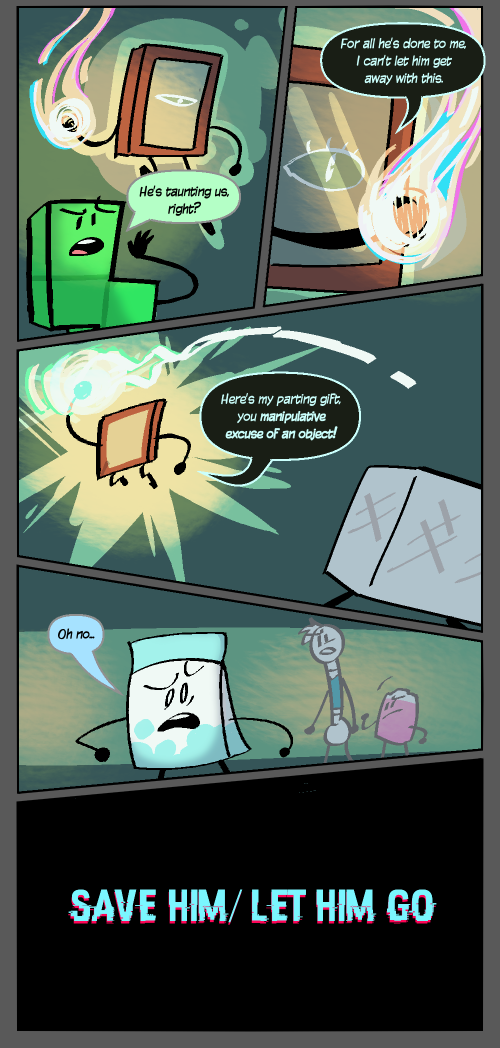 He's taunting us,
right?
For all he's done to me,
I can't let him get
away with this.
Here's my parting gift,
you manipulative
excuse of an object!
Oh no...
SAVE HIM/ LET HIM GO